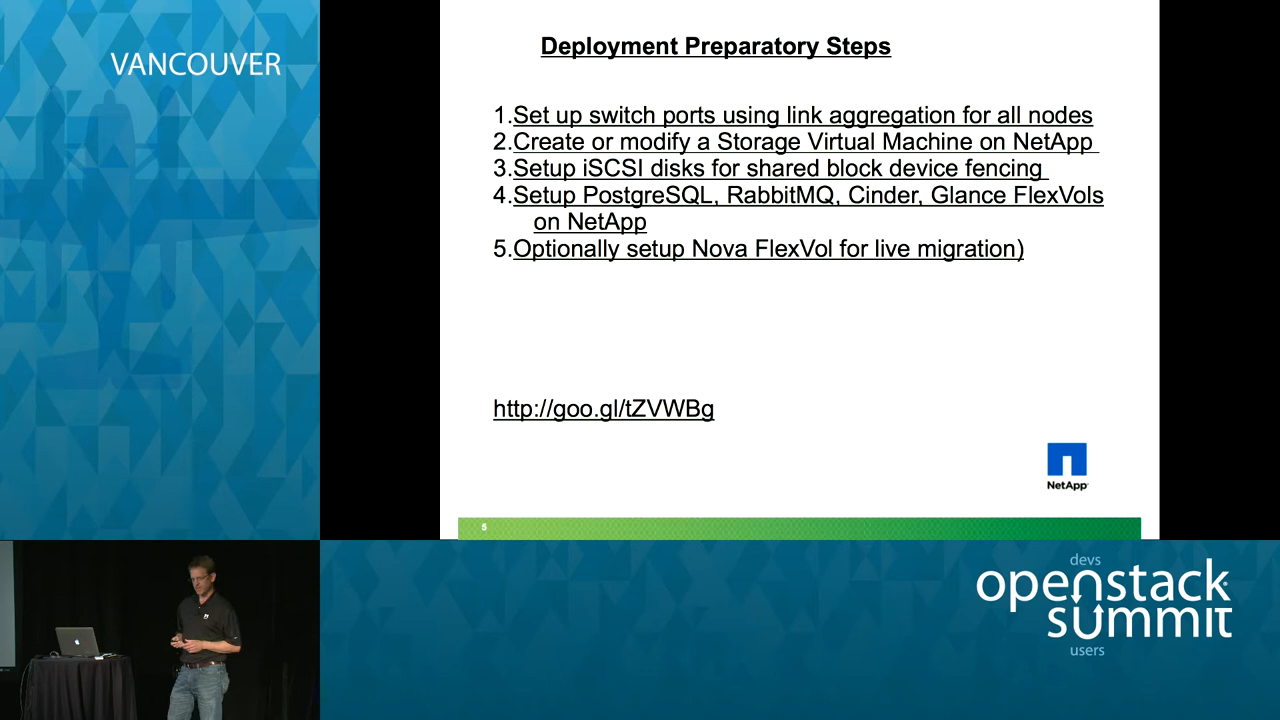 VANCOUVER
Deployment Preparatory Steps
1.Set up switch ports using link aggregation for all nodes
2.Create or modify a Storage Virtual Machine on NetApp
3.Setup iSCSI disks for shared block device fencing
4.Setup PostgreSQL, RabbitMQ, Cinder, Glance FlexVols
on NetApp
5.Optionally setup Nova FlexVol for live migration)
http://goo.gl/tZVWBg
NetApp
5
devs
openstack
summit
users